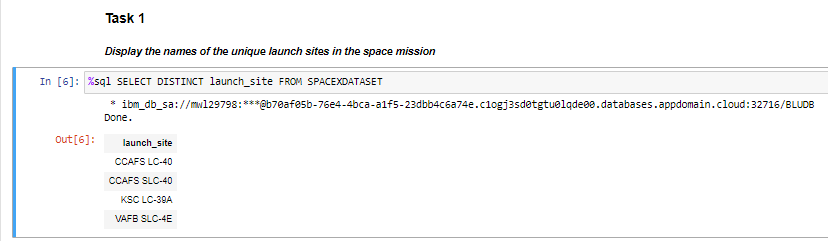 Task 1
Display the names of the unique launch sites in the space mission
In [6]: %sql SELECT DISTINCT launch_site FROM SPACEXDATASET
* ibm_db_sa://mwl29798:***@b70af05b-76e4-4bca-a1f5-23dbb4c6a74e.c1ogj3sd0tgtu0lqde00.databases.appdomain.cloud:32716/BLUDB
Done.
Out[6]: launch_site
CCAFS LC-40
CCAFS SLC-40
KSC LC-39A
VAFB SLC-4E